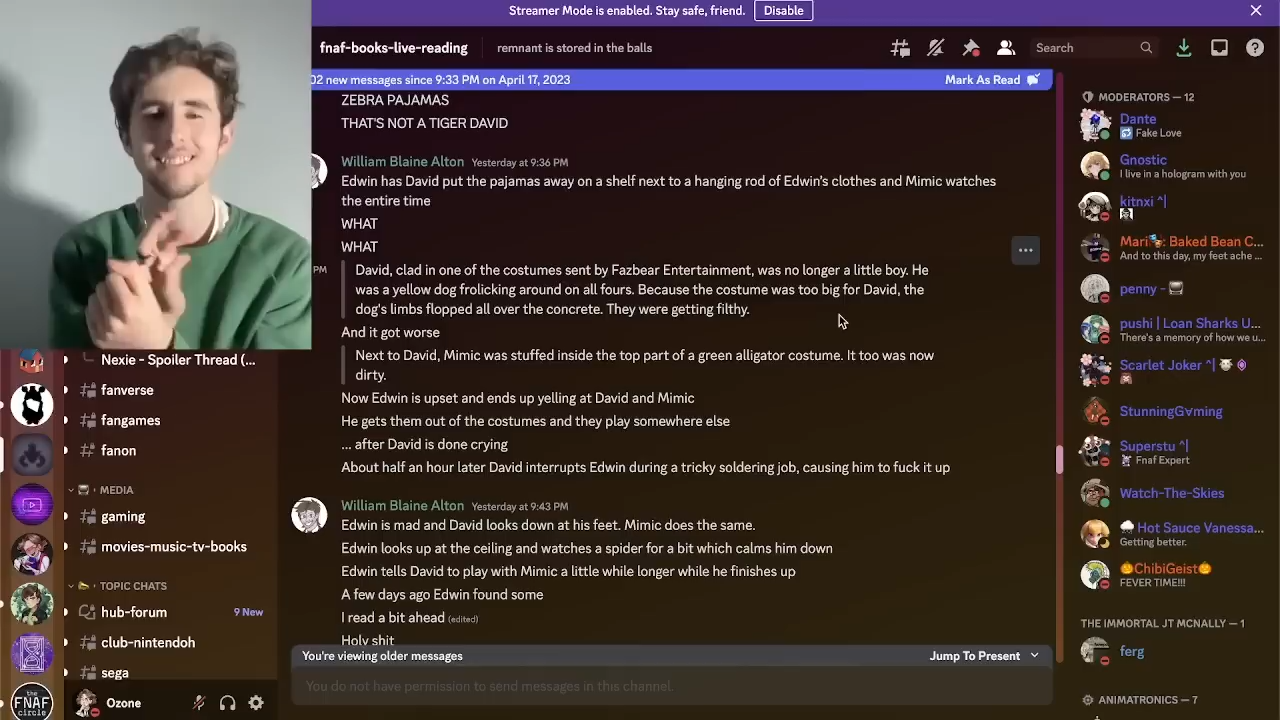 Streamer Mode is enabled. Stay safe, friend. Disable
fnaf-books-live-reading remnant is stored in the balls Search
02 new messages since 9:33 PM on April 17, 2023 Mark As Read
ZEBRA PAJAMAS
THAT'S NOT A TIGER DAVID
William Blaine Alton Yesterday at 9:36 PM
Edwin has David put the pajamas away on a shelf next to a hanging rod of Edwin's clothes and Mimic watches
the entire time
WHAT
WHAT
PM
David, clad in one of the costumes sent by Fazbear Entertainment, was no longer a little boy. He
was a yellow dog frolicking around on all fours. Because the costume was too big for David, the
dog's limbs flopped all over the concrete. They were getting filthy.
And it got worse
Next to David, Mimic was stuffed inside the top part of a green alligator costume. It too was now
dirty.
Now Edwin is upset and ends up yelling at David and Mimic
He gets them out of the costumes and they play somewhere else
... after David is done crying
About half an hour later David interrupts Edwin during a tricky soldering job, causing him to fuck it up
William Blaine Alton Yesterday at 9:43 PM
Edwin is mad and David looks down at his feet. Mimic does the same.
Edwin looks up at the ceiling and watches a spider for a bit which calms him down
Edwin tells David to play with Mimic a little while longer while he finishes up
A few days ago Edwin found some
I read a bit ahead (edited)
Holy shit
You're viewing older messages Jump To Present
You do not have permission to send messages in this channel.
Nexie - Spoiler Thread (...
fanverse
fangames
fanon
MEDIA
gaming
movies-music-tv-books
TOPIC CHATS
hub-forum 9 New
club-nintendoh
sega
the
FNAF
circle
Ozone
MODERATORS — 12
Dante
Fake Love
Gnostic
I live in a hologram with you
kitnxi ^|
Mari : Baked Bean C...
And to this day, my feet ache ...
penny -
pushi | Loan Sharks U...
There's a memory of how we u...
Scarlet Joker ^|
StunningG∀ming
Superstu ^|
Fnaf Expert
Watch-The-Skies
Hot Sauce Vanessa...
Getting better.
ChibiGeist
FEVER TIME!!!
THE IMMORTAL JT MCNALLY — 1
ferg
ANIMATRONICS — 7